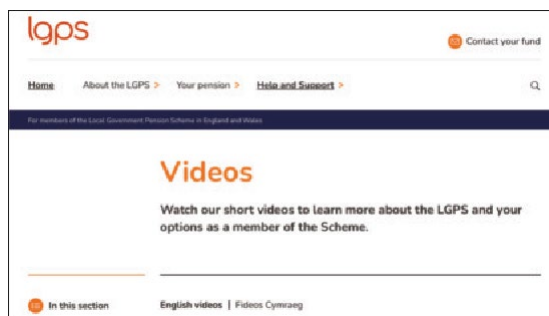 lgps
Contact your fund
Home About the LGPS > Your pension > Help and Support >
For members of the Local Government Pension Scheme in England and Wales
Videos
Watch our short videos to learn more about the LGPS and your
options as a member of the Scheme.
In this section
English videos | Fideos Cymraeg